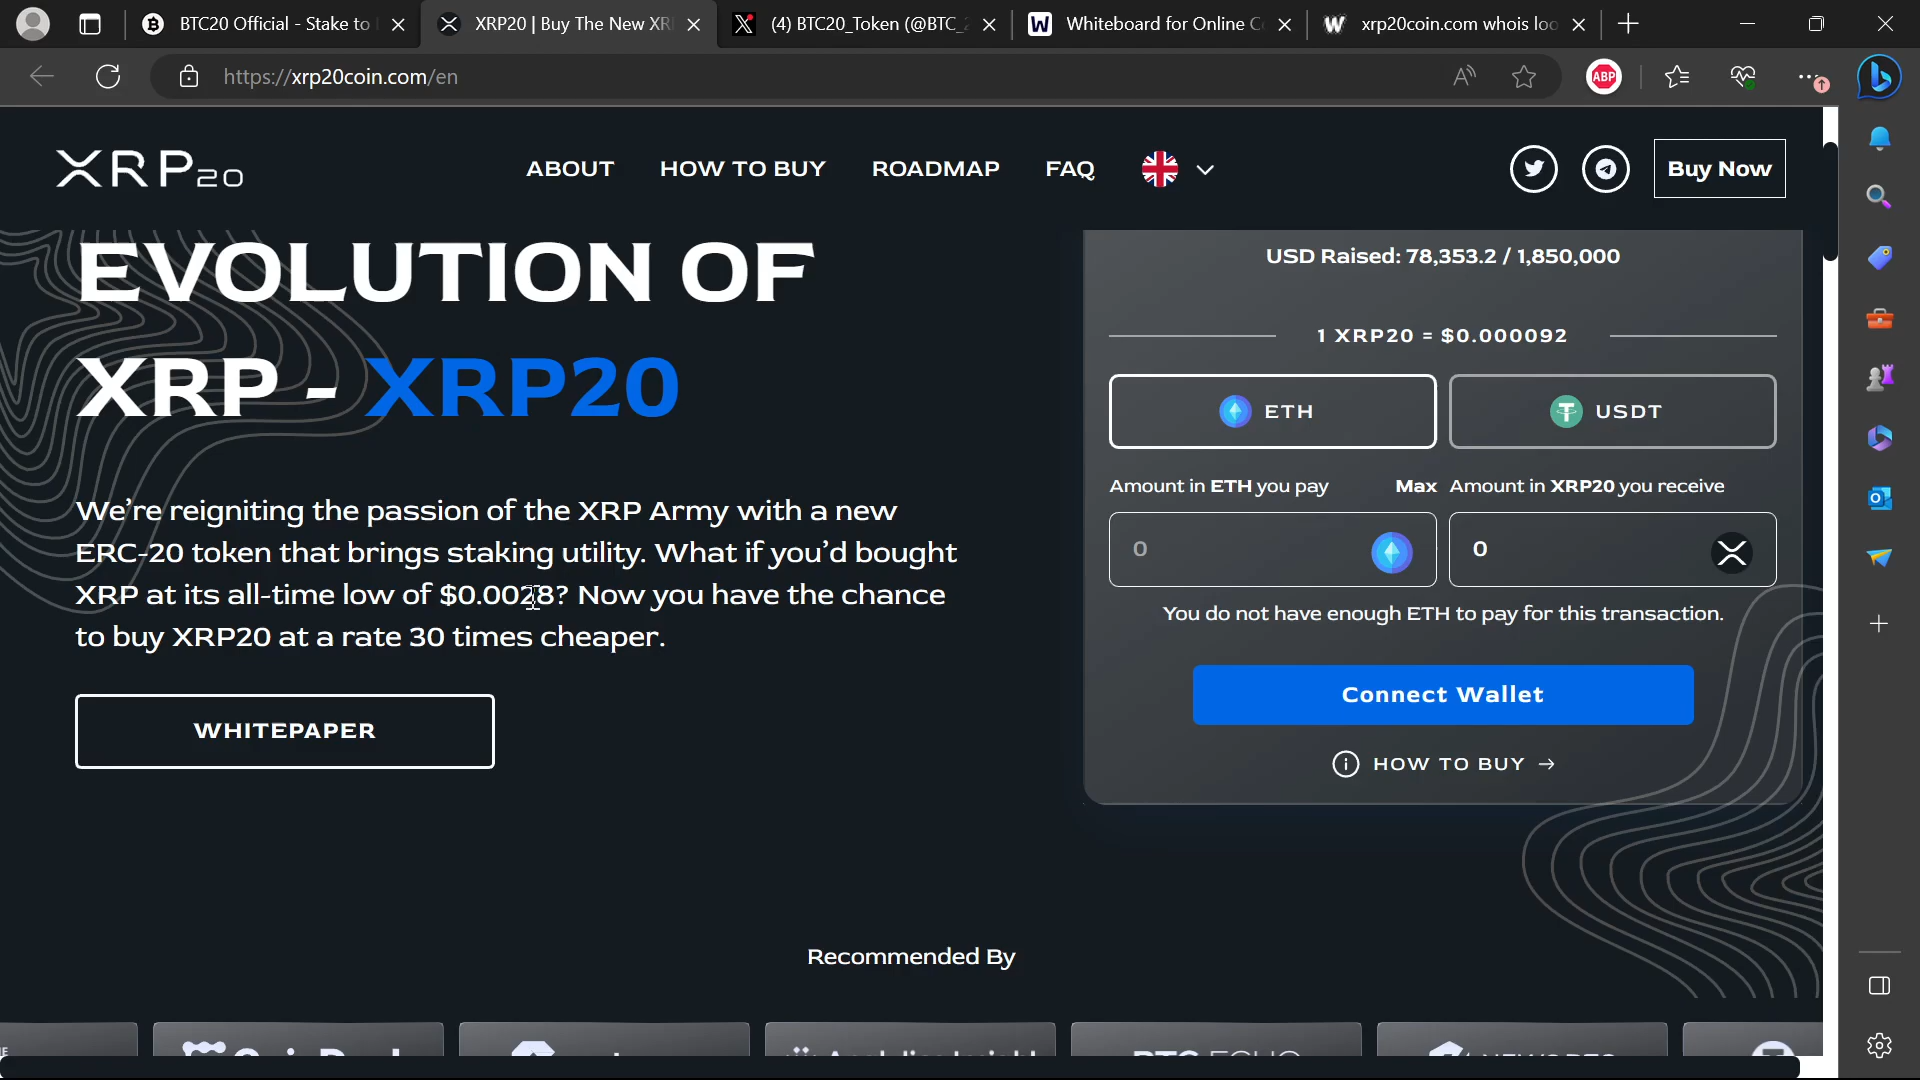 BTC20 Official - Stake to
XRP20 | Buy The New XR
(4) BTC20_Token (@BTC_2
Whiteboard for Online C
xrp20coin.com whois loo
https://xrp20coin.com/en
ABP
XRP20
ABOUT
HOW TO BUY
ROADMAP
FAQ
Buy Now
EVOLUTION OF
XRP - XRP20
We're reigniting the passion of the XRP Army with a new
ERC-20 token that brings staking utility. What if you'd bought
XRP at its all-time low of $0.0028? Now you have the chance
to buy XRP20 at a rate 30 times cheaper.
WHITEPAPER
USD Raised: 78,353.2 / 1,850,000
1 XRP20 = $0.000092
ETH
USDT
Amount in ETH you pay
Max
Amount in XRP20 you receive
0
0
You do not have enough ETH to pay for this transaction.
Connect Wallet
HOW TO BUY →
Recommended By
BTC ECHO